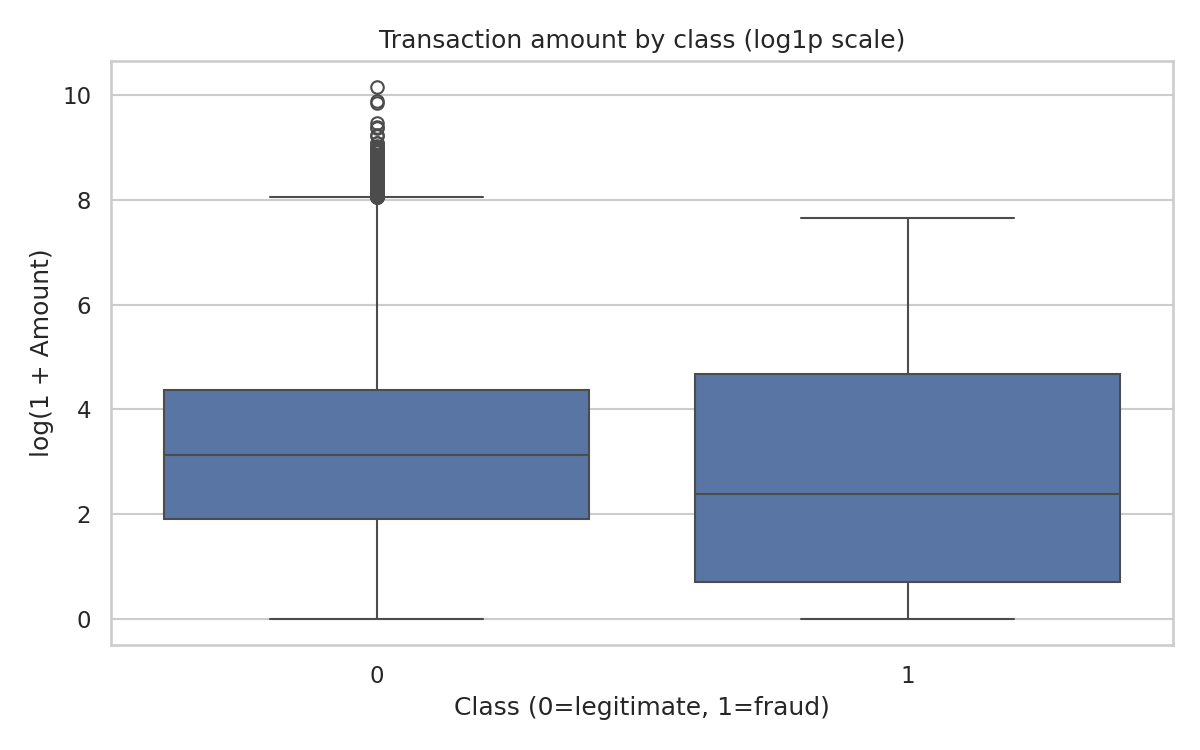 Transaction amount by class (log1p scale)
log(1 + Amount)
10
8
6
4
2
0
0 1
Class (0=legitimate, 1=fraud)